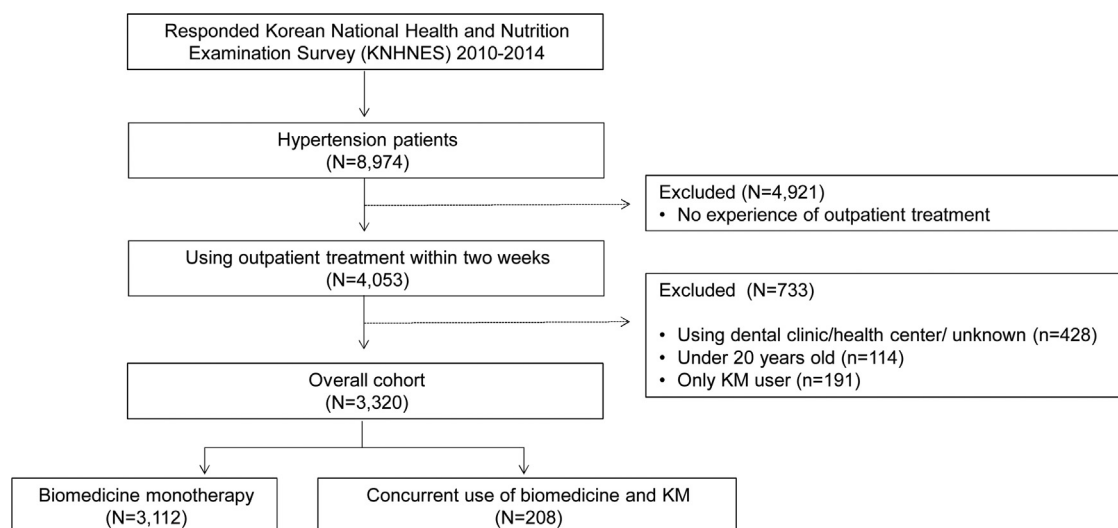 Responded Korean National Health and Nutrition
Examination Survey (KNHNES) 2010-2014
Hypertension patients
(N=8,974)
Excluded (N=4,921)
• No experience of outpatient treatment
Using outpatient treatment within two weeks
(N=4,053)
Excluded (N=733)
• Using dental clinic/health center/ unknown (n=428)
• Under 20 years old (n=114)
• Only KM user (n=191)
Overall cohort
(N=3,320)
Biomedicine monotherapy
(N=3,112)
Concurrent use of biomedicine and KM
(N=208)